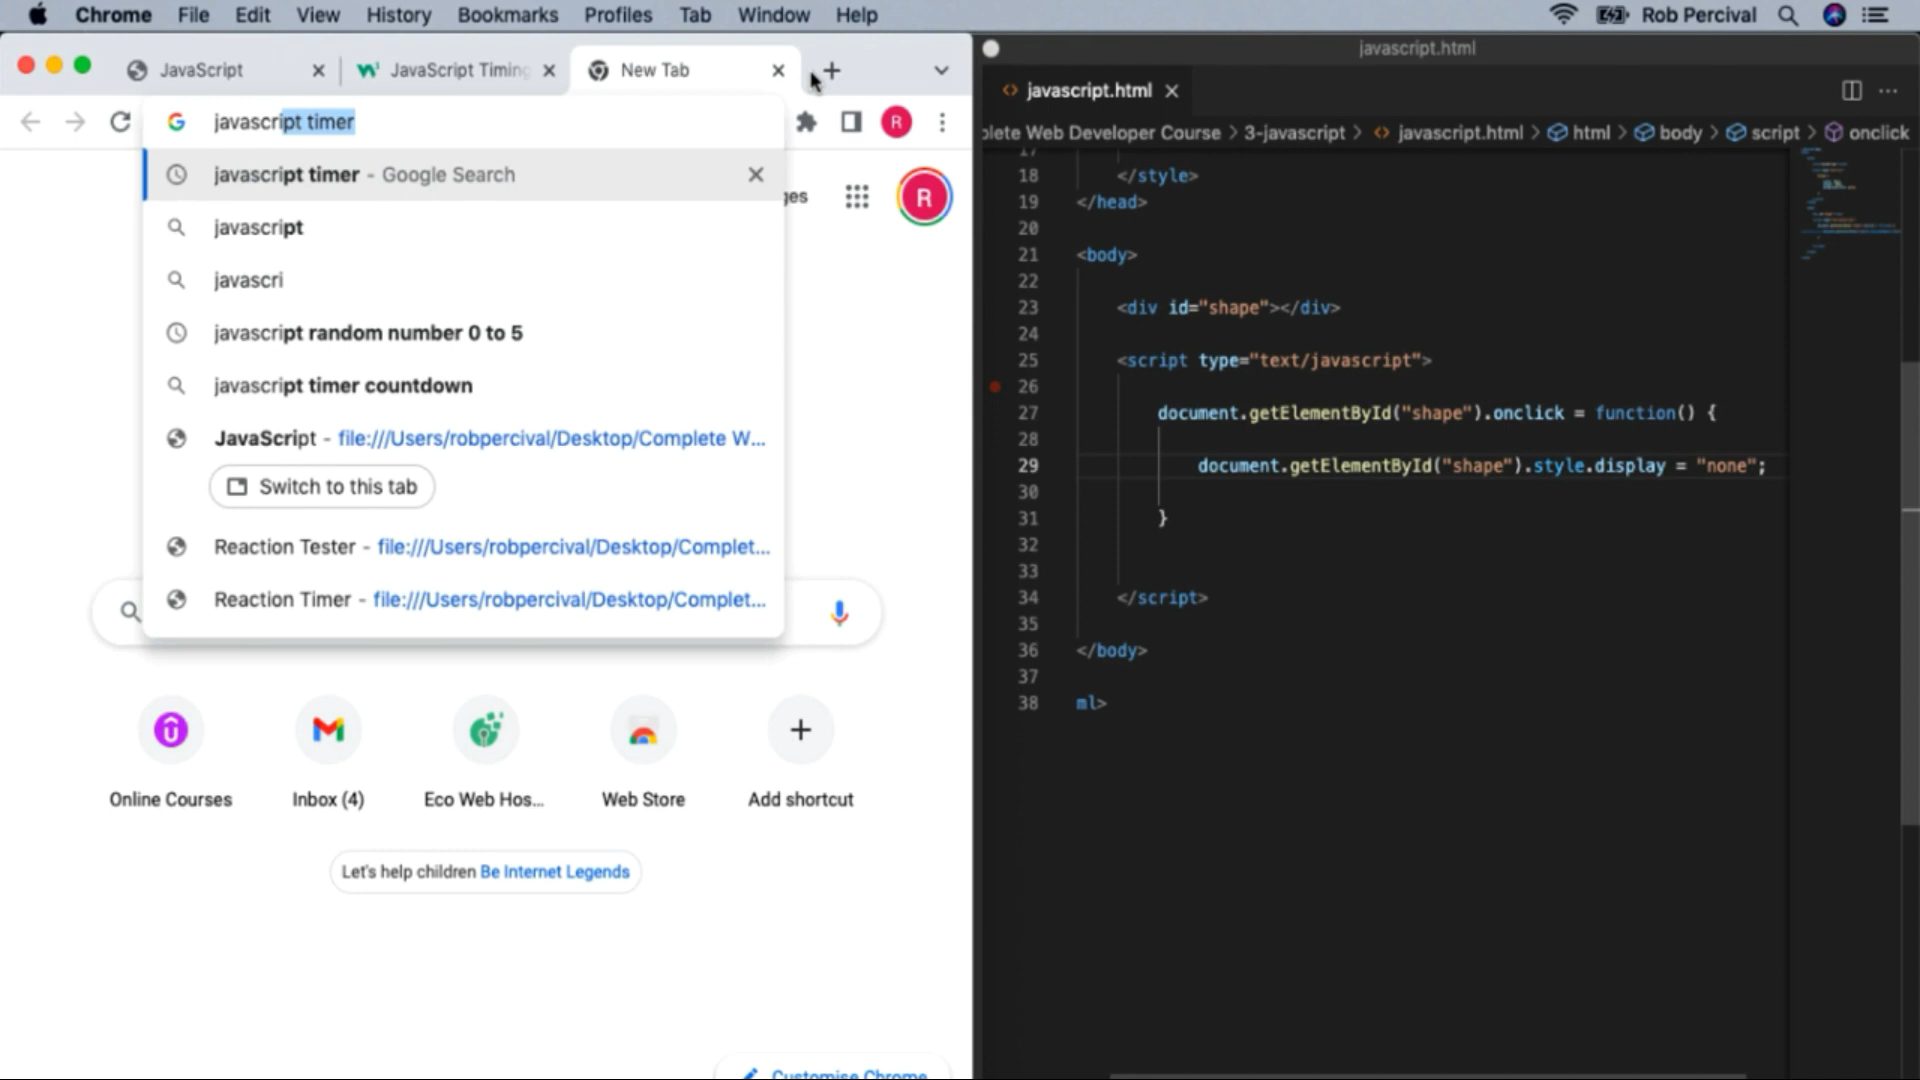 Chrome File Edit View History Bookmarks Profiles Tab Window Help Rob Percival
JavaScript JavaScript Timing New Tab
javascript timer
R
javascript timer - Google Search
javascript
javascri
javascript random number 0 to 5
javascript timer countdown
JavaScript - file:///Users/robpercival/Desktop/Complete W...
Switch to this tab
Reaction Tester - file:///Users/robpercival/Desktop/Complet...
Reaction Timer - file:///Users/robpercival/Desktop/Complet...
R
Online Courses
Inbox (4)
Eco Web Hos...
Web Store
Add shortcut
Let's help children Be Internet Legends
Customise Chrome
javascript.html
javascript.html
plete Web Developer Course > 3-javascript > javascript.html > html > body > script > onclick
17
18 </style>
19 </head>
20
21 <body>
22
23 <div id="shape"></div>
24
25 <script type="text/javascript">
26
27 document.getElementById("shape").onclick = function() {
28
29 document.getElementById("shape").style.display = "none";
30
31 }
32
33
34 </script>
35
36 </body>
37
38 ml>